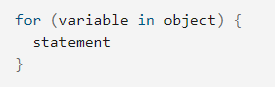 for (variable in object) {
  statement
}